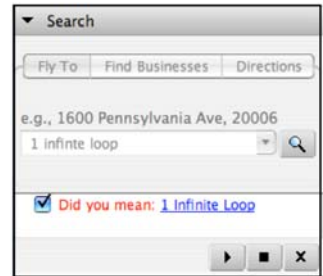 Search
Fly To Find Businesses Directions
e.g., 1600 Pennsylvania Ave, 20006
1 infinte loop
Did you mean: 1 Infinite Loop